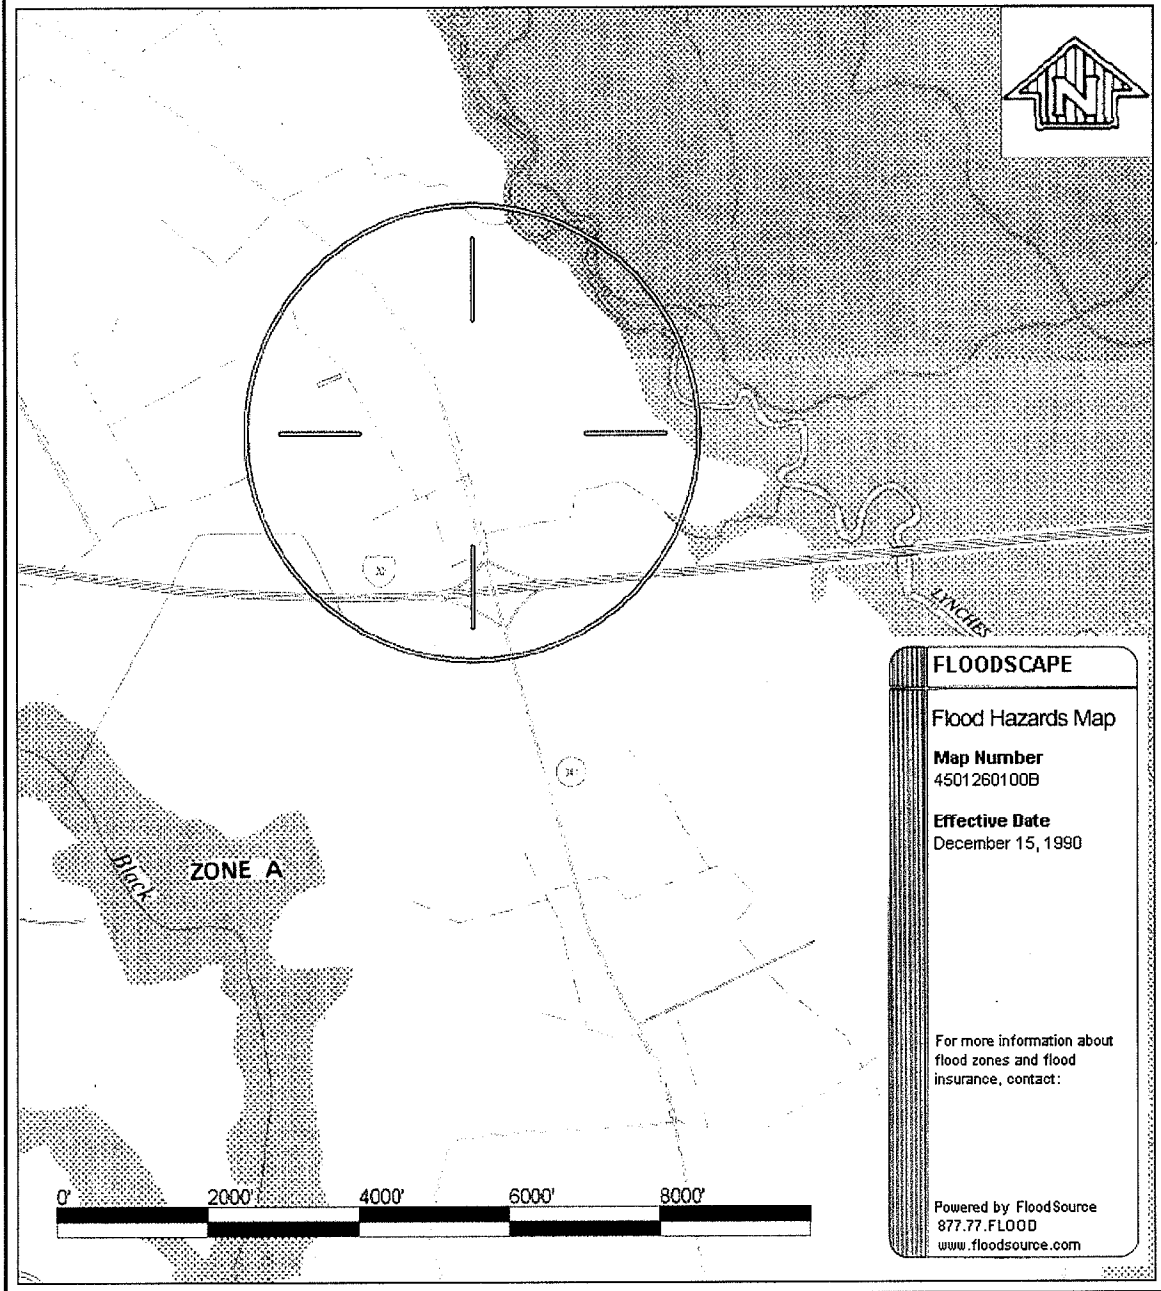 N
20
LYNCHES
FLOODSCAPE
Flood Hazards Map
Map Number
4501260100B
Effective Date
December 15, 1990
341
Black
ZONE A
For more information about
flood zones and flood
insurance, contact:
0' 2000' 4000' 6000' 8000'
Powered by FloodSource
877.77.FLOOD
www.floodsource.com